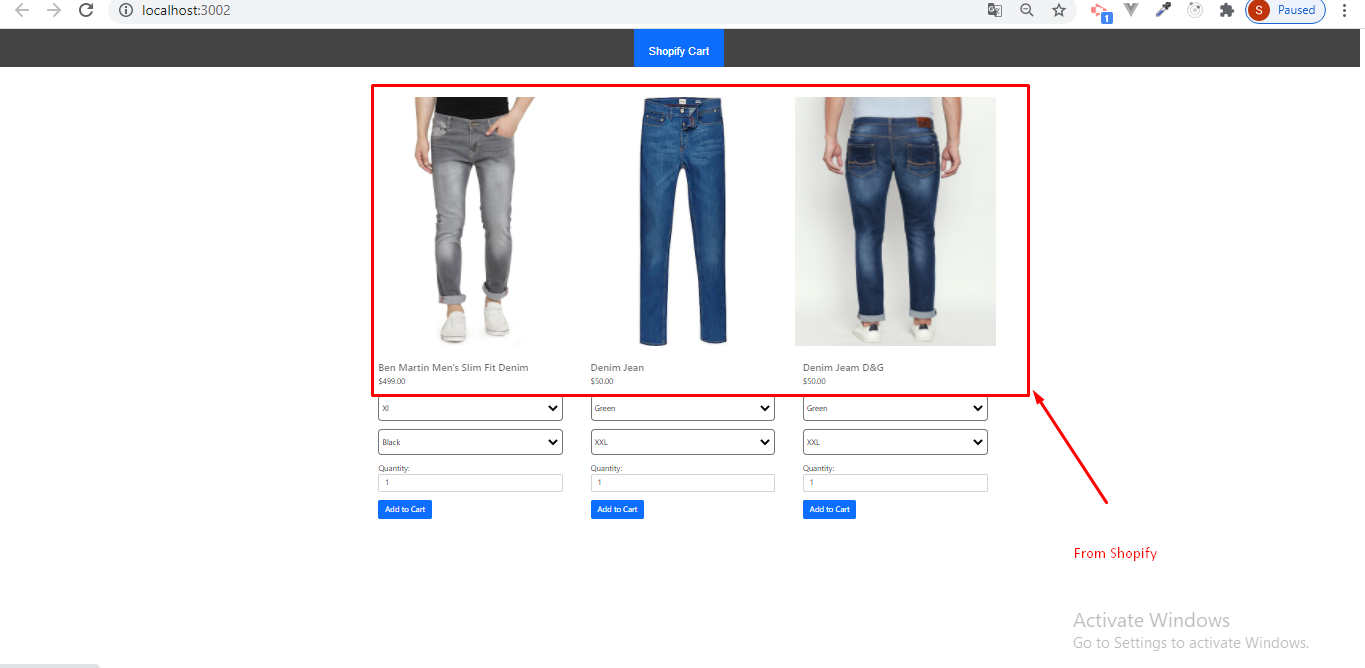 localhost:3002
1
S
Paused
Shopify Cart
Ben Martin Men's Slim Fit Denim
$499.00
Xl
Black
Quantity:
1
Add to Cart
Denim Jean
$50.00
Green
XXL
Quantity:
1
Add to Cart
Denim Jeam D&G
$50.00
Green
XXL
Quantity:
1
Add to Cart
From Shopify
Activate Windows
Go to Settings to activate Windows.